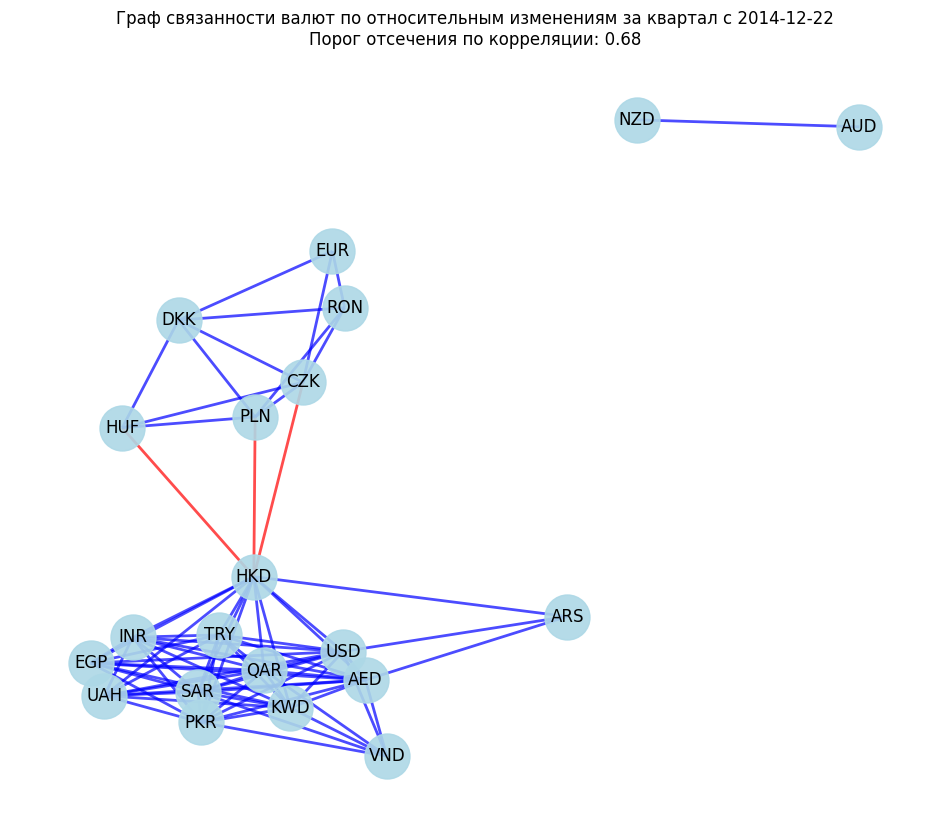 Граф связанности валют по относительным изменениям за квартал с 2014-12-22
Порог отсечения по корреляции: 0.68
NZD
AUD
EUR
RON
DKK
CZK
PLN
HUF
HKD
ARS
INR
TRY
USD
EGP
QAR
AED
UAH
SAR
KWD
PKR
VND